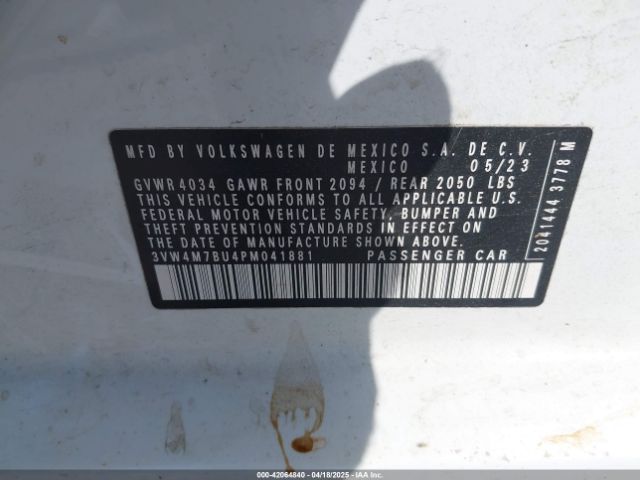 MFD BY VOLKSWAGEN DE MEXICO S.A. DE C.V.
MEXICO 05/23
GVWR 4034 GAWR FRONT 2094 / REAR 2050 LBS
THIS VEHICLE CONFORMS TO ALL APPLICABLE U.S.
FEDERAL MOTOR VEHICLE SAFETY, BUMPER AND
THEFT PREVENTION STANDARDS IN EFFECT ON
THE DATE OF MANUFACTURE SHOWN ABOVE
3VW4M7BU4PM041881 PASSENGER CAR
2041444 3778 M
000-42064840 - 04/18/2025 - IAA Inc.